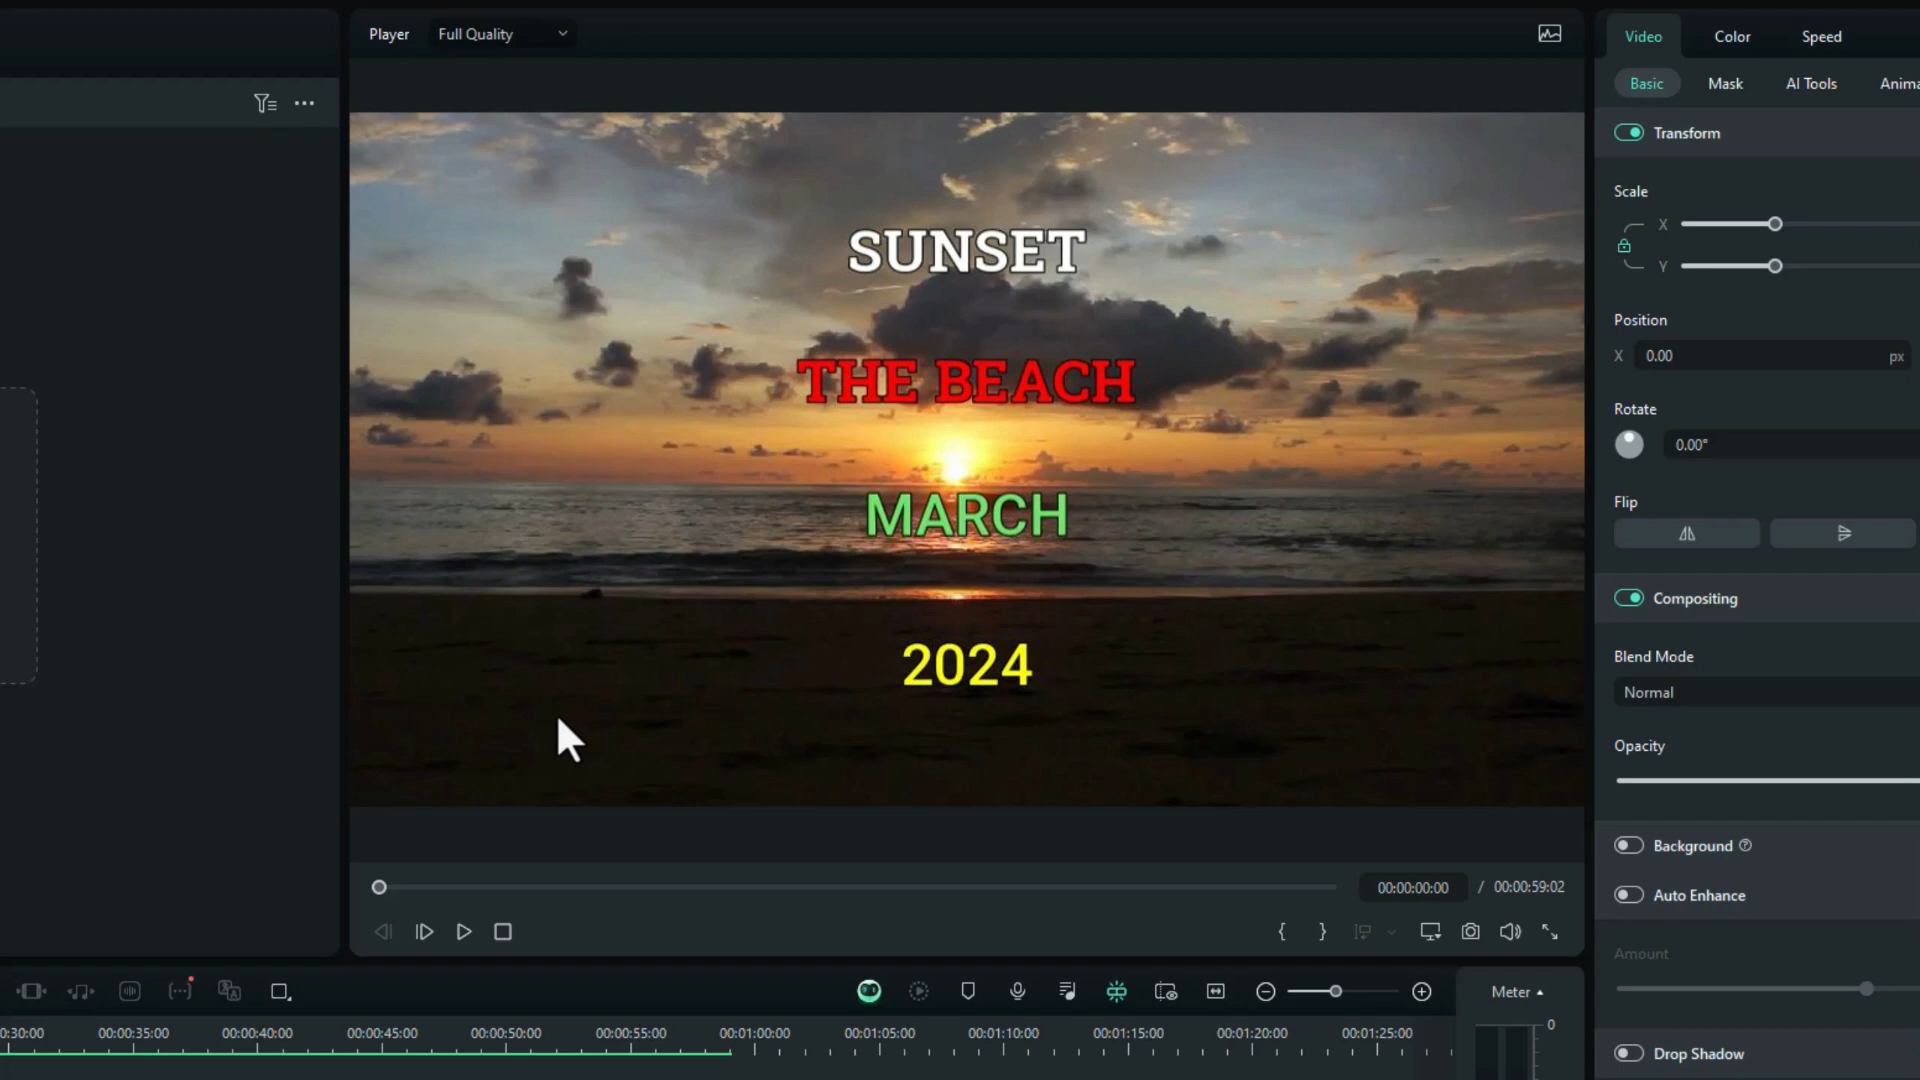 Player Full Quality
Video Color Speed
Basic Mask AI Tools Anima
Transform
Scale
X
Y
Position
X 0.00 px
Rotate
0.00°
Flip
Compositing
Blend Mode
Normal
Opacity
Background
Auto Enhance
Amount
Drop Shadow
SUNSET
THE BEACH
MARCH
2024
00:00:00:00 / 00:00:59:02
Meter
0
0:30:00 00:00:35:00 00:00:40:00 00:00:45:00 00:00:50:00 00:00:55:00 00:01:00:00 00:01:05:00 00:01:10:00 00:01:15:00 00:01:20:00 00:01:25:00